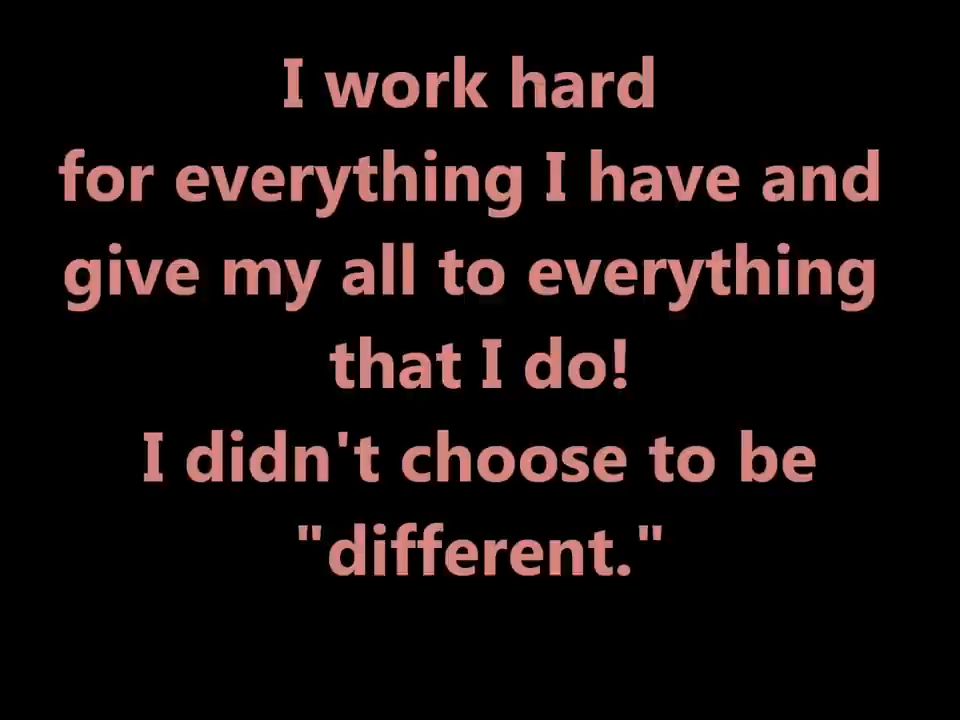 I work hard
for everything I have and
give my all to everything
that I do!
I didn't choose to be
"different."